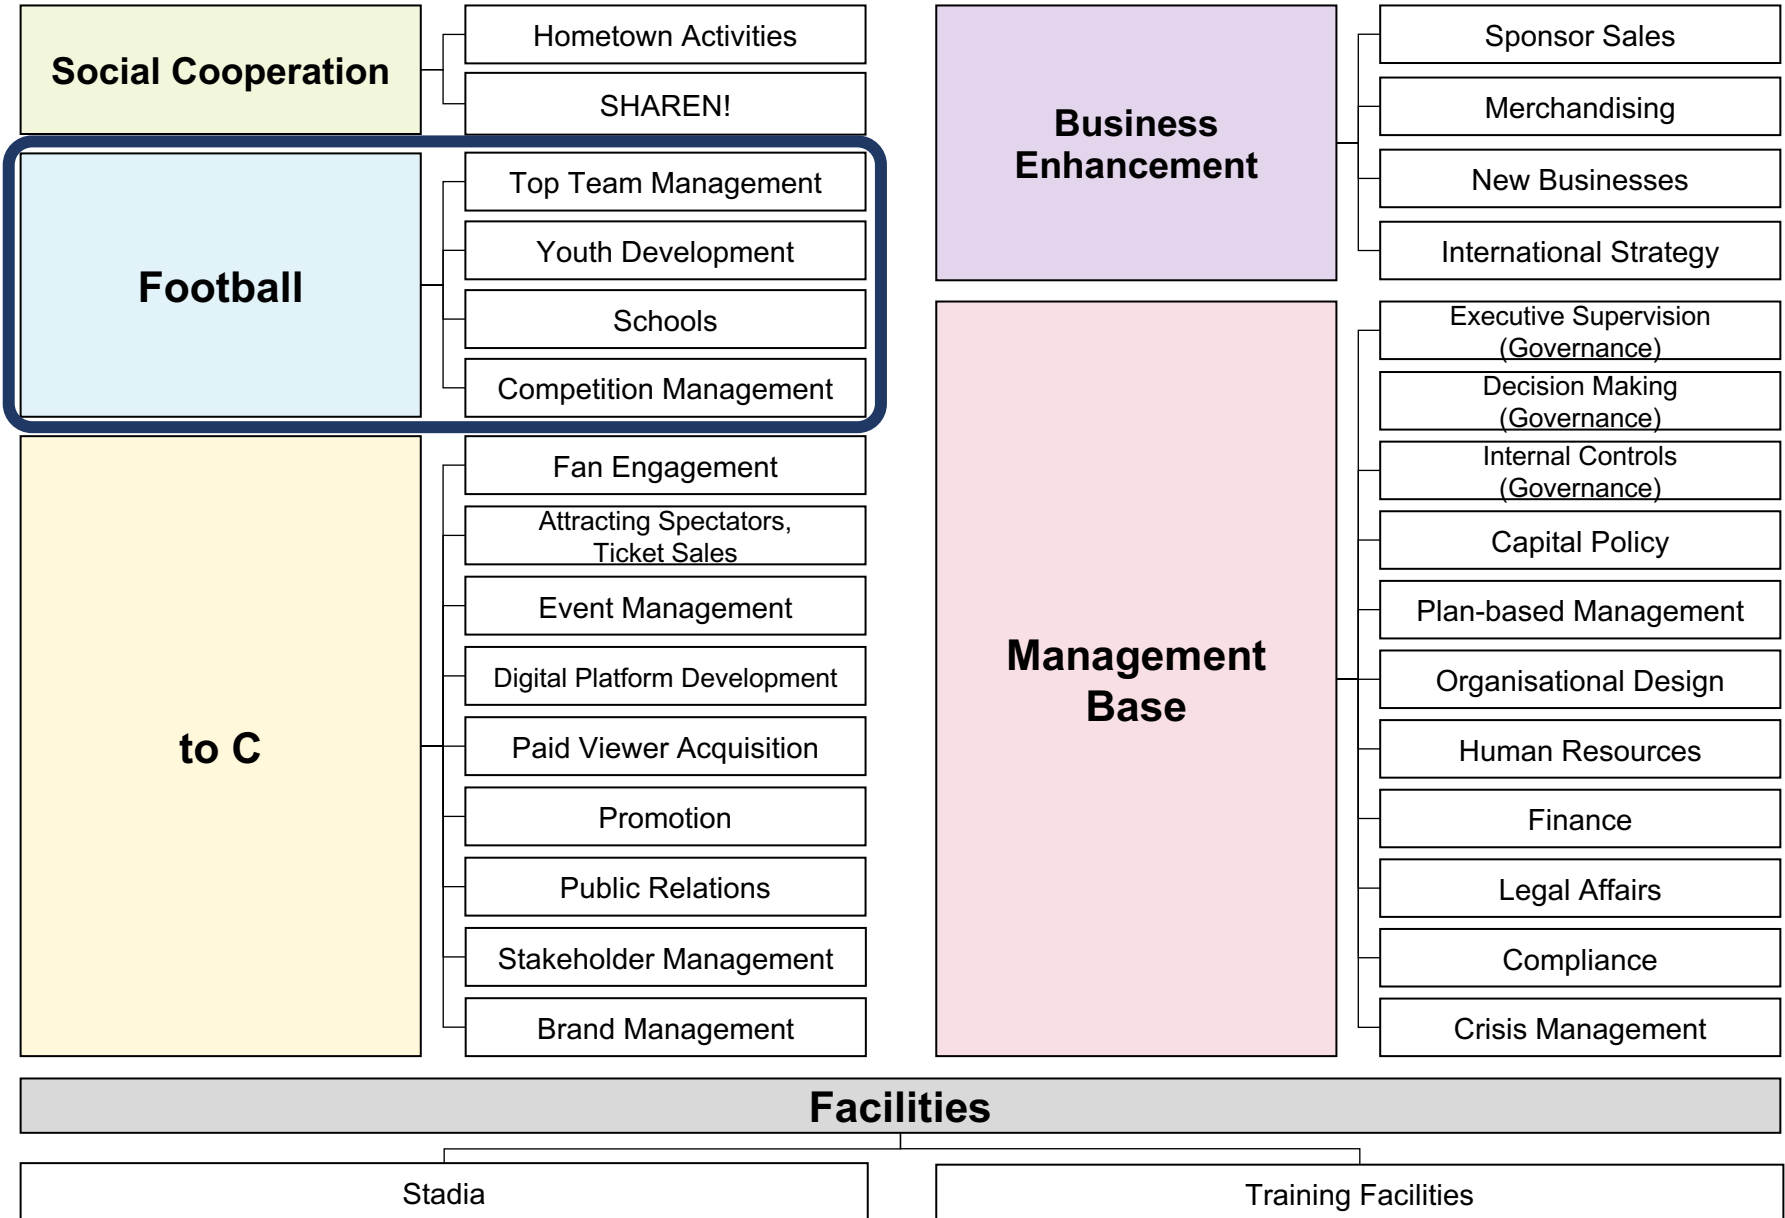 Social Cooperation
Hometown Activities
SHAREN!
Football
Top Team Management
Youth Development
Schools
Competition Management
to C
Fan Engagement
Attracting Spectators,
Ticket Sales
Event Management
Digital Platform Development
Paid Viewer Acquisition
Promotion
Public Relations
Stakeholder Management
Brand Management
Business
Enhancement
Sponsor Sales
Merchandising
New Businesses
International Strategy
Management
Base
Executive Supervision
(Governance)
Decision Making
(Governance)
Internal Controls
(Governance)
Capital Policy
Plan-based Management
Organisational Design
Human Resources
Finance
Legal Affairs
Compliance
Crisis Management
Facilities
Stadia
Training Facilities